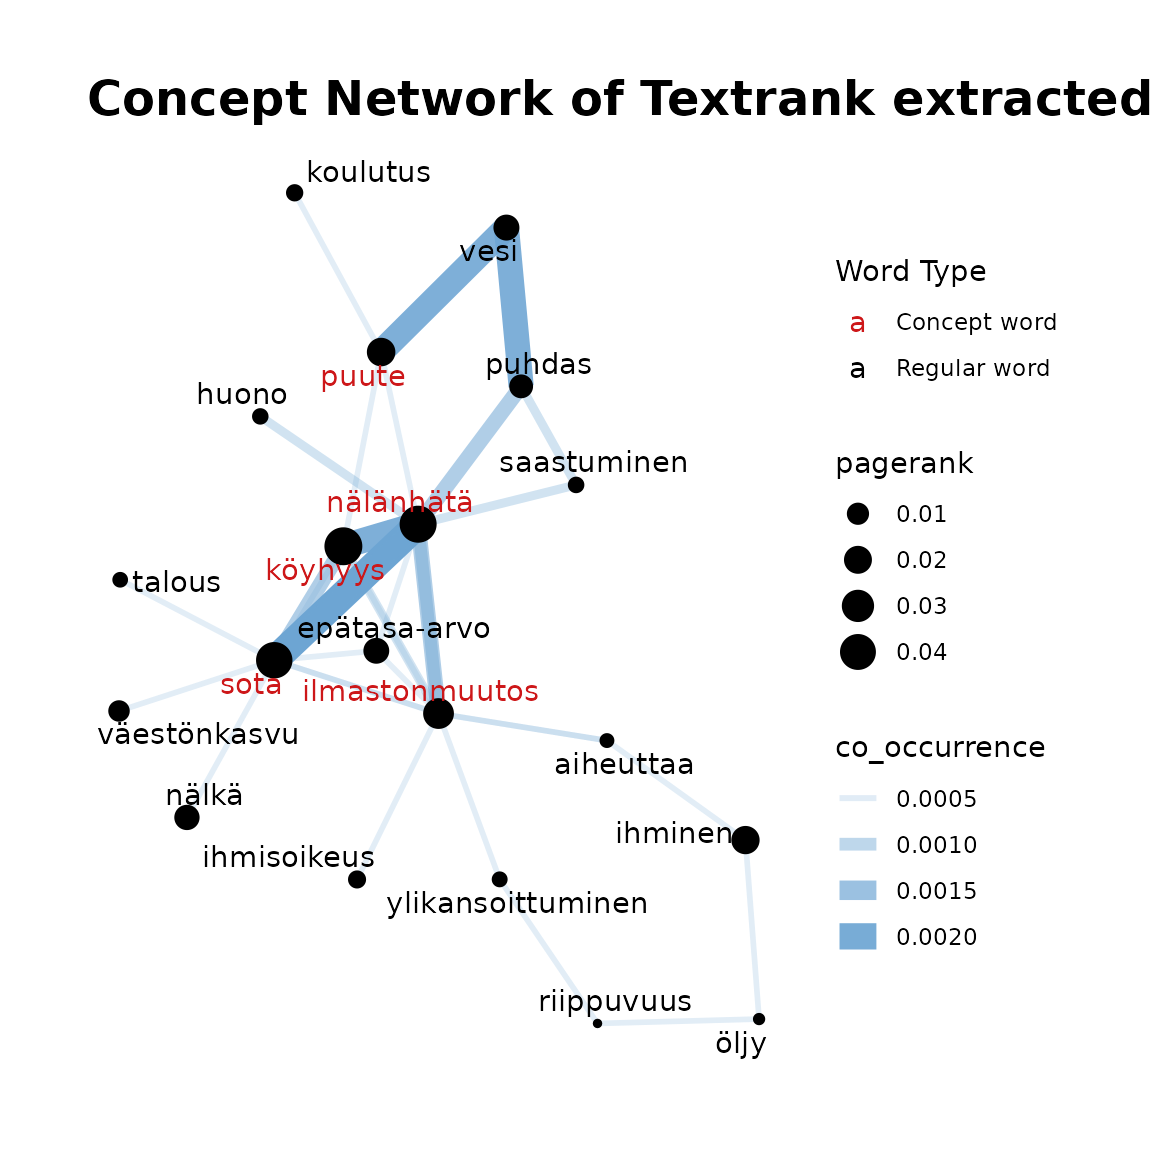 Concept Network of Textrank extracted
koulutus
vesi
puhdas
puute
huono
saastuminen
nälänhätä
köyhyys
talous
epätasa-arvo
sota
ilmastonmuutos
väestönkasvu
aiheuttaa
nälkä
ihminen
ihmisoikeus
ylikansoittuminen
riippuvuus
öljy
Word Type
a Concept word
a Regular word
pagerank
0.01
0.02
0.03
0.04
co_occurrence
0.0005
0.0010
0.0015
0.0020